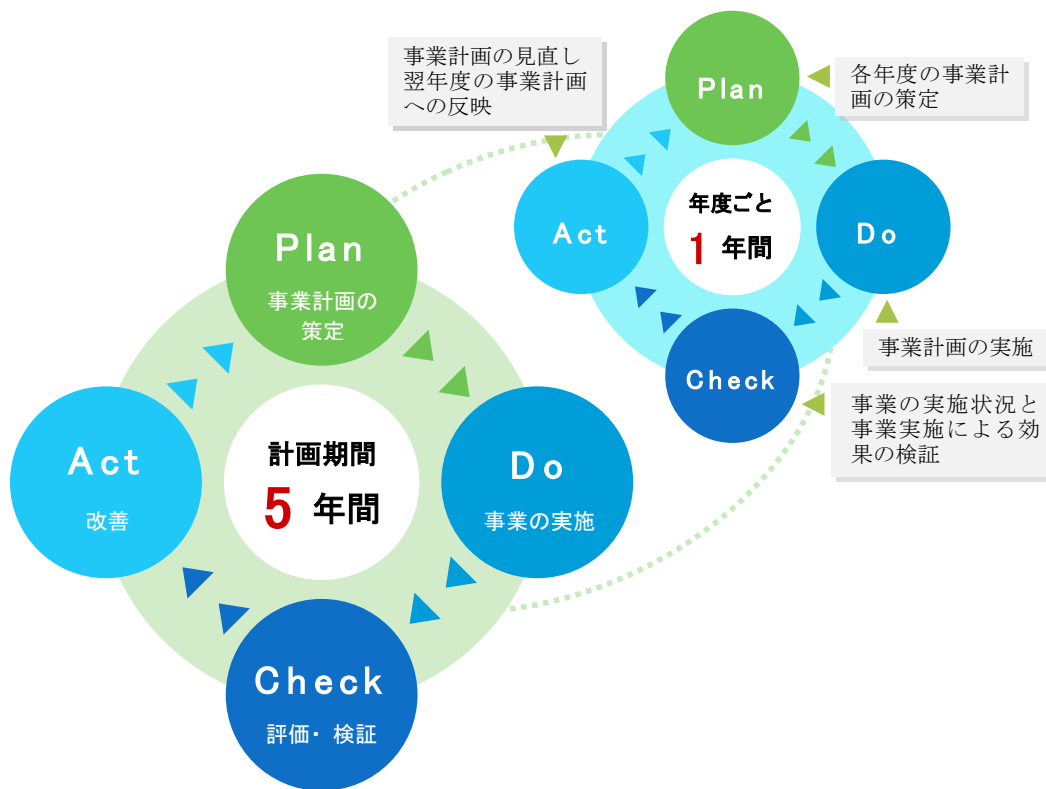 事業計画の見直し
翌年度の事業計画
への反映
Plan
各年度の事業計
画の策定
Act
年度ごと
1 年間
Do
事業計画の実施
Check
事業の実施状況と
事業実施による効
果の検証
Plan
事業計画の
策定
Act
改善
計画期間
5 年間
Do
事業の実施
Check
評価・ 検証